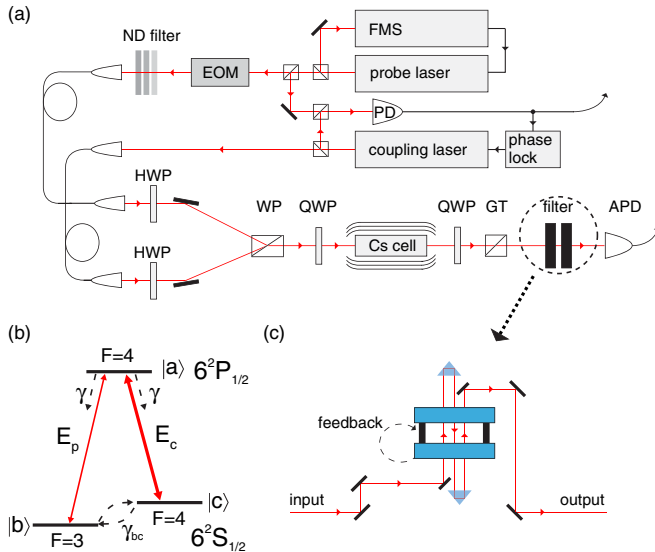 (a)
FMS
ND filter
EOM
probe laser
PD
coupling laser
phase
lock
HWP
HWP
WP
QWP
Cs cell
QWP
GT
filter
APD
(b)
F=4
|a⟩ 6²P₁/₂
γ
γ
Eₚ
E꜀
|b⟩
F=3
γbc
F=4
|c⟩
6²S₁/₂
(c)
feedback
input
output